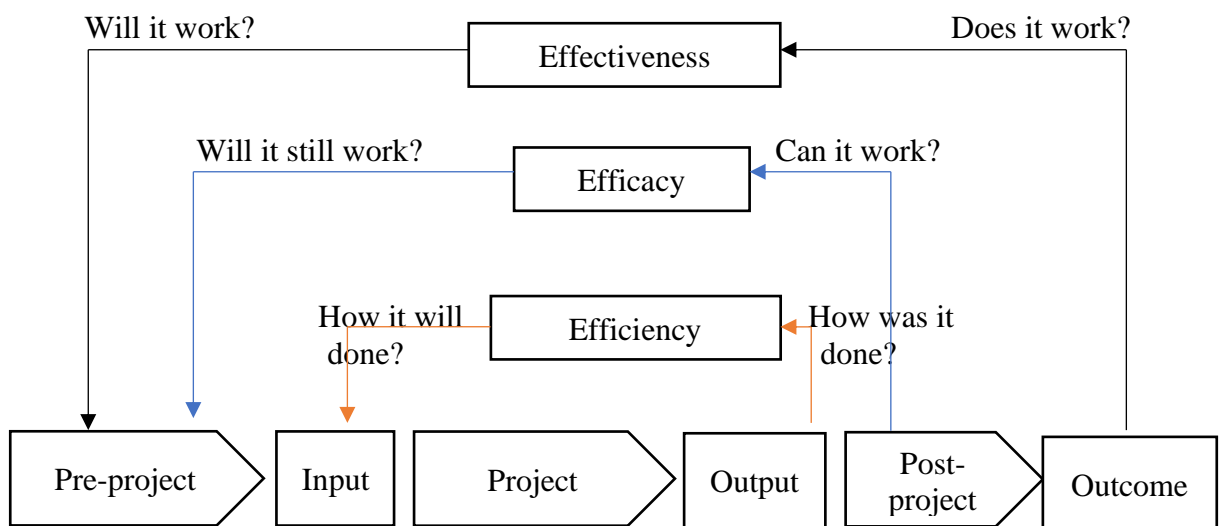 Will it work?
Effectiveness
Does it work?
Will it still work?
Efficacy
Can it work?
How it will
done?
Efficiency
How was it
done?
Pre-project
Input
Project
Output
Post-
project
Outcome